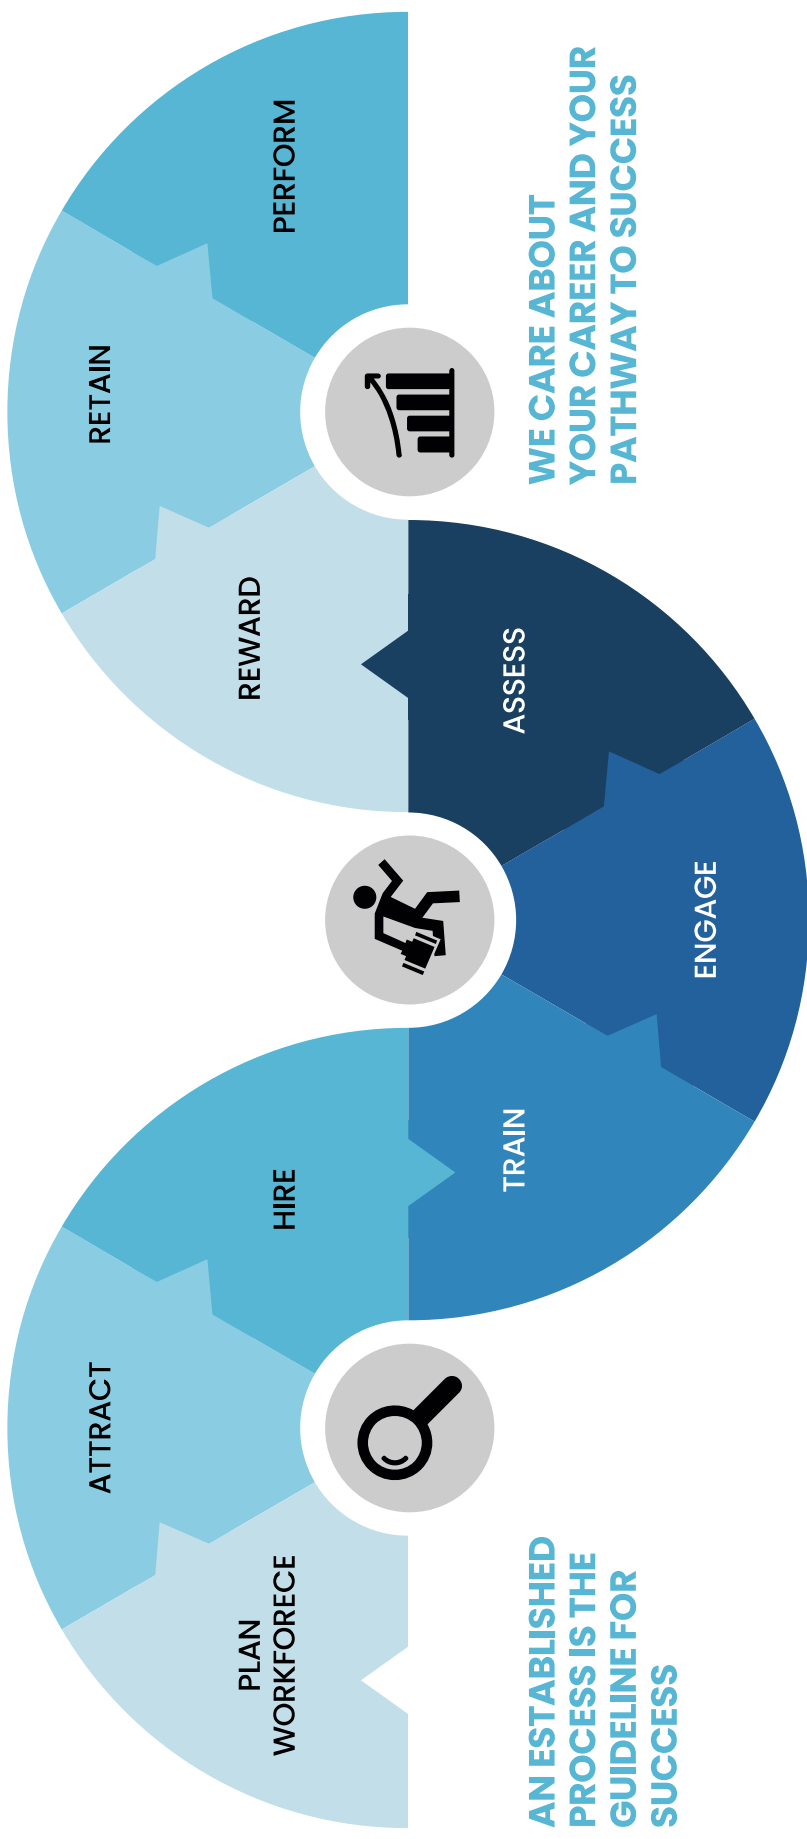 PLAN
WORKFORECE
ATTRACT
HIRE
TRAIN
ENGAGE
ASSESS
REWARD
RETAIN
PERFORM
AN ESTABLISHED
PROCESS IS THE
GUIDELINE FOR
SUCCESS
WE CARE ABOUT
YOUR CAREER AND YOUR
PATHWAY TO SUCCESS